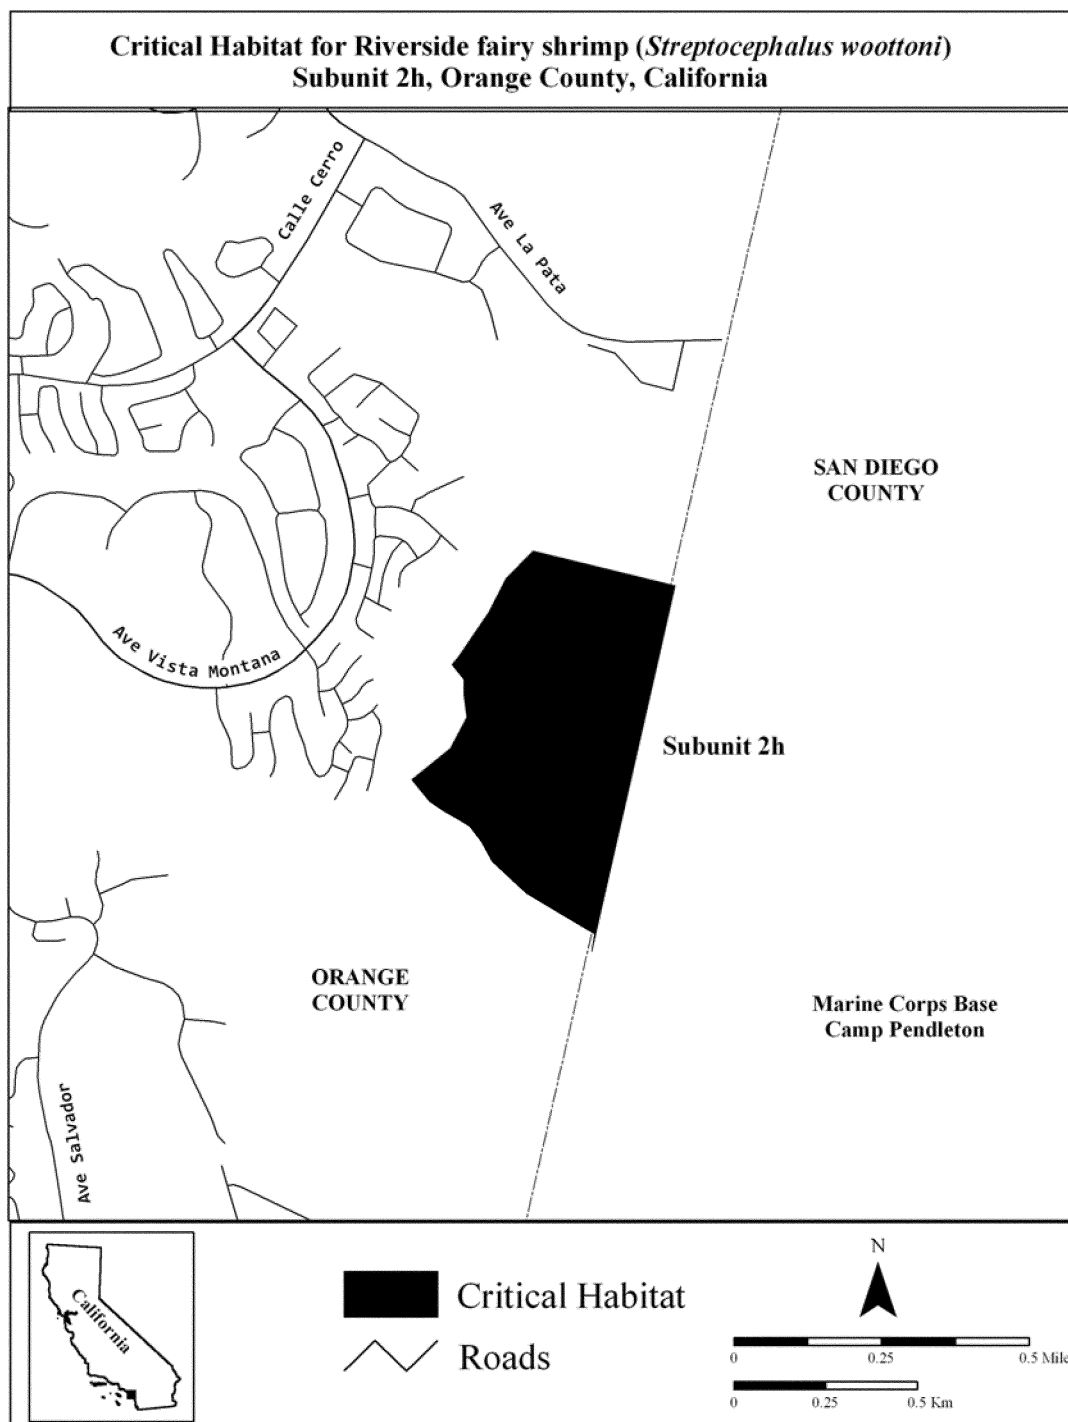 Critical Habitat for Riverside fairy shrimp (Streptocephalus woottoni)
Subunit 2h, Orange County, California
Calle Cerro
Ave La Pata
SAN DIEGO
COUNTY
Ave Vista Montana
Subunit 2h
ORANGE
COUNTY
Marine Corps Base
Camp Pendleton
Ave Salvador
California
Critical Habitat
Roads
N
0 0.25 0.5 Mile
0 0.25 0.5 Km